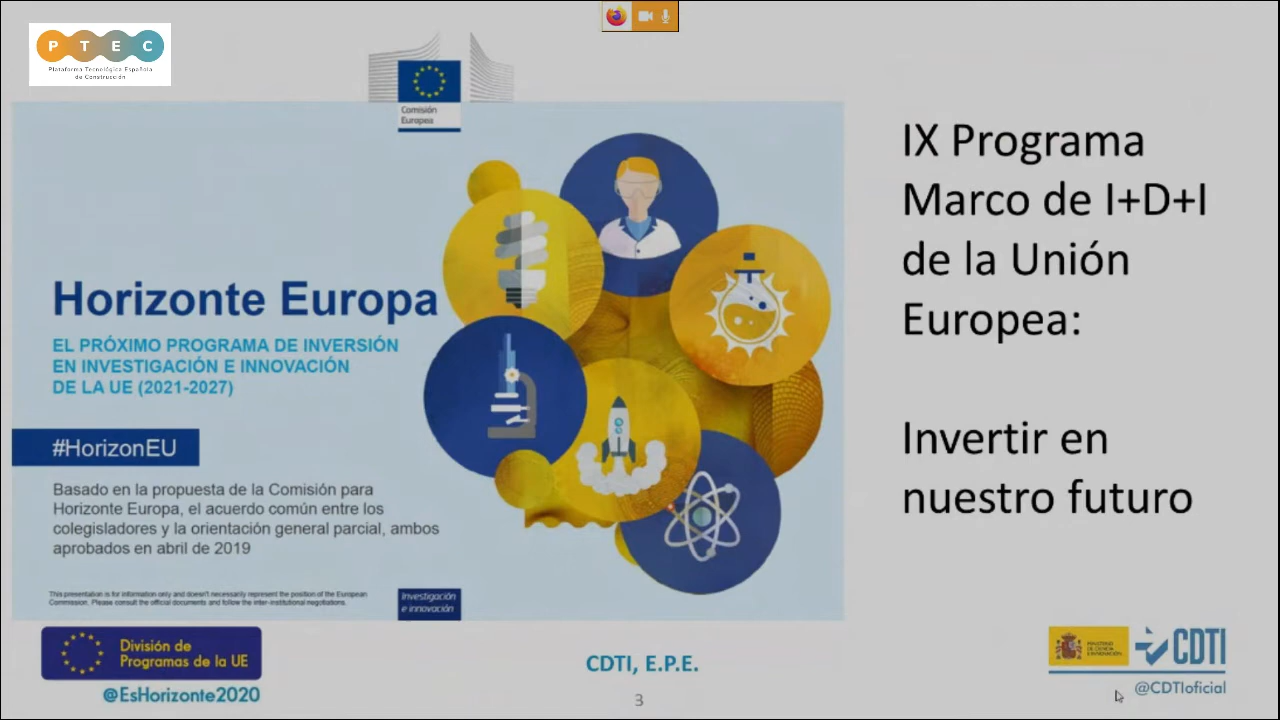 P T E C
Plataforma Tecnológica Española
de Construcción
Comisión
Europea
IX Programa
Marco de I+D+I
de la Unión
Europea:
Invertir en
nuestro futuro
Horizonte Europa
EL PRÓXIMO PROGRAMA DE INVERSIÓN
EN INVESTIGACIÓN E INNOVACIÓN
DE LA UE (2021-2027)
#HorizonEU
Basado en la propuesta de la Comisión para
Horizonte Europa, el acuerdo común entre los
colegisladores y la orientación general parcial, ambos
aprobados en abril de 2019
This presentation is for information only and doesn't necessarily represent the position of the European
Commission. Please consult the official documents and follow the inter-institutional negotiations.
Investigación
e innovación
División de
Programas de la UE
@EsHorizonte2020
CDTI, E.P.E.
3
MINISTERIO
DE CIENCIA
E INNOVACIÓN
CDTI
@CDTIoficial